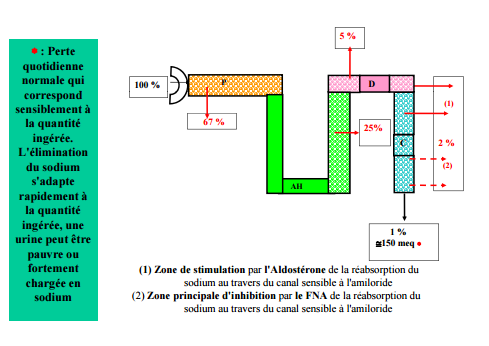 * : Perte
quotidienne
normale qui
correspond
sensiblement à
la quantité
ingérée.
L'élimination
du sodium
s'adapte
rapidement à
la quantité
ingérée, une
urine peut être
pauvre ou
fortement
chargée en
sodium
5 %
100 %
P
D
67 %
25%
(1)
C
2 %
(2)
AH
1 %
≅150 meq *
(1) Zone de stimulation par l'Aldostérone de la réabsorption du
sodium au travers du canal sensible à l'amiloride
(2) Zone principale d'inhibition par le FNA de la réabsorption du
sodium au travers du canal sensible à l'amiloride